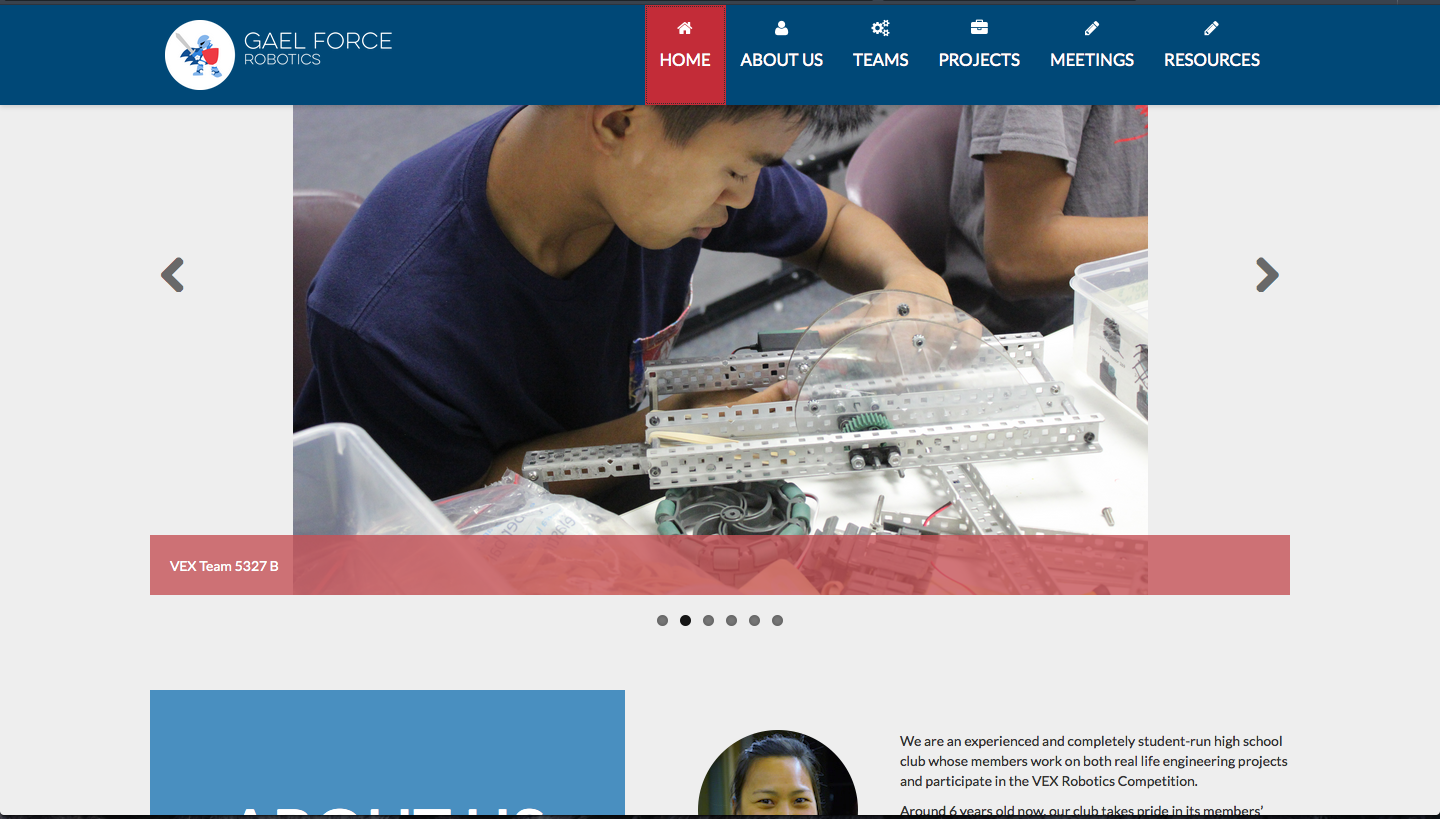 GAEL FORCE
ROBOTICS
HOME
ABOUT US
TEAMS
PROJECTS
MEETINGS
RESOURCES
VEX Team 5327 B
ABOUT US
We are an experienced and completely student-run high school
club whose members work on both real life engineering projects
and participate in the VEX Robotics Competition.
Around 6 years old now, our club takes pride in its members'